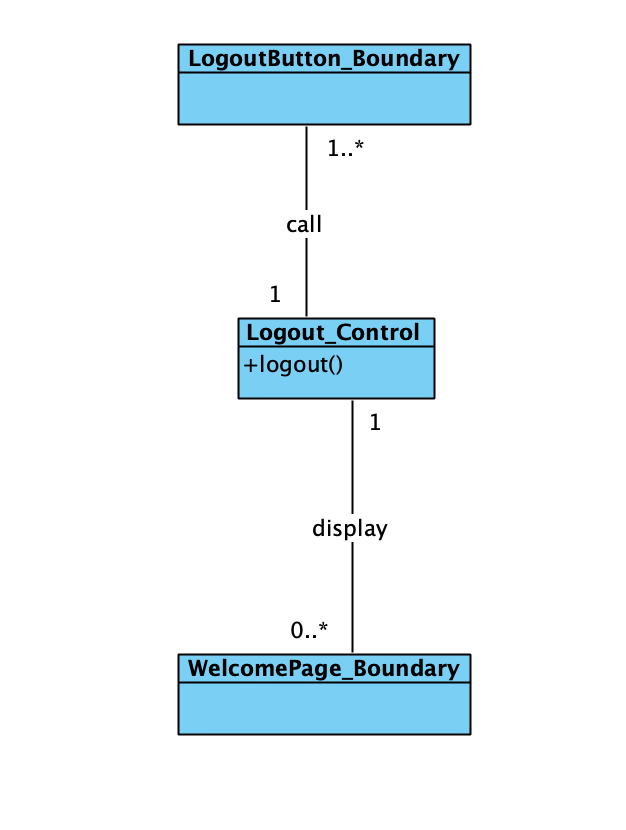 LogoutButton_Boundary
1..*
call
1
Logout_Control
+logout()
1
display
0..*
WelcomePage_Boundary